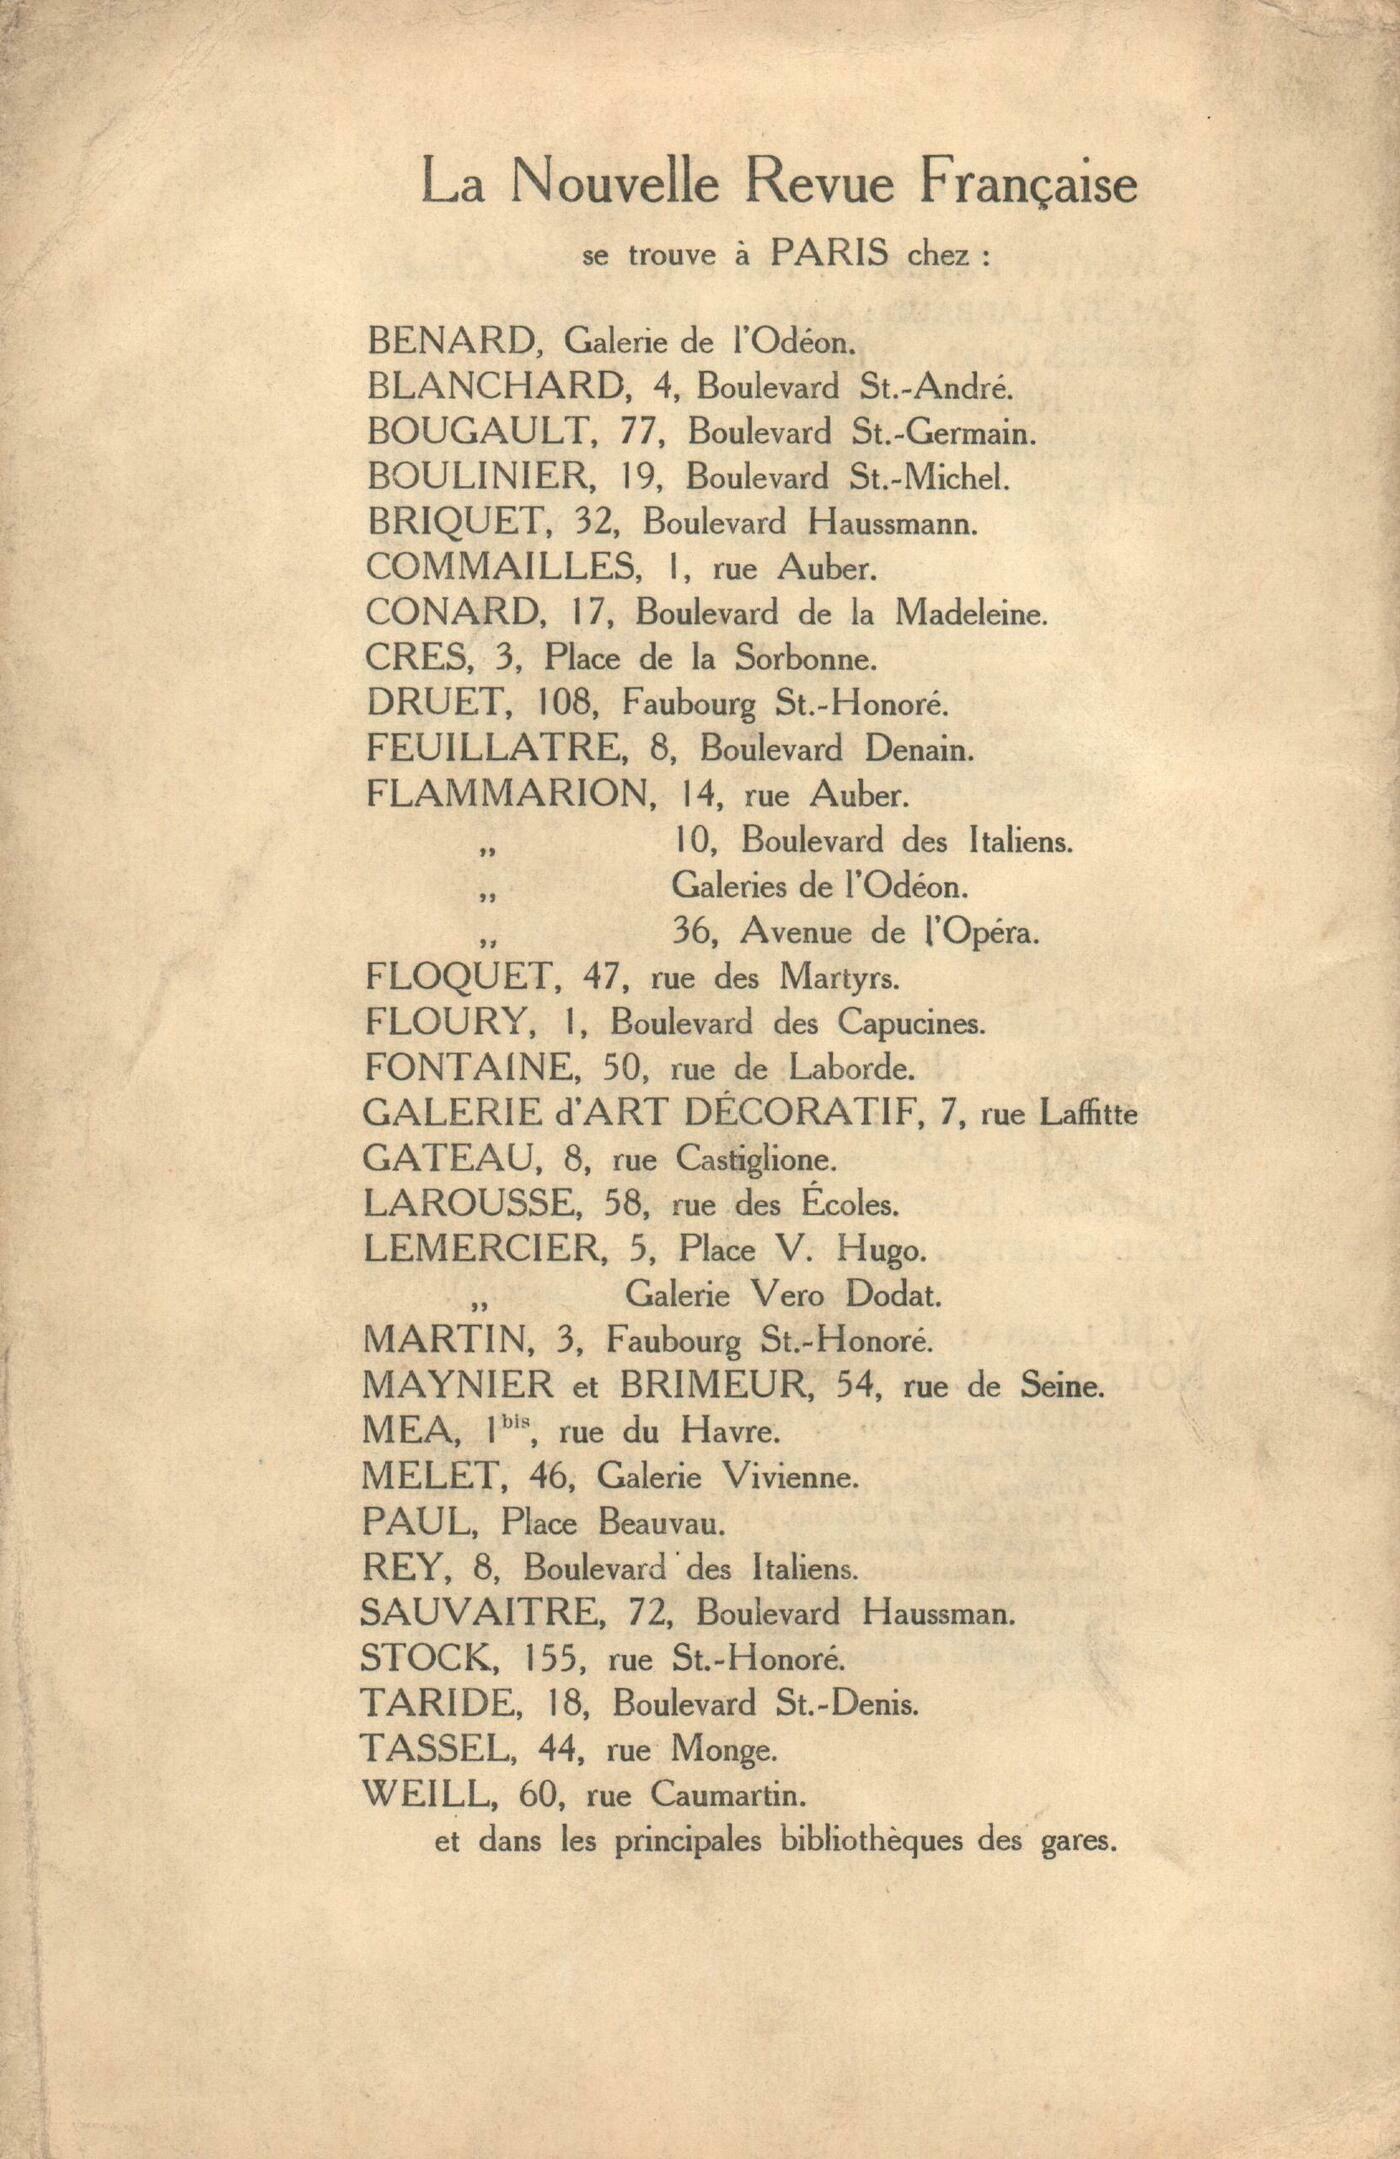 La Nouvelle Revue Française
se trouve à PARIS chez :
BENARD, Galerie de l'Odéon.
BLANCHARD, 4, Boulevard St.-André.
BOUGAULT, 77, Boulevard St.-Germain.
BOULINIER, 19, Boulevard St.-Michel.
BRIQUET, 32, Boulevard Haussmann.
COMMAILLES, 1, rue Auber.
CONARD, 17, Boulevard de la Madeleine.
CRES, 3, Place de la Sorbonne.
DRUET, 108, Faubourg St.-Honoré.
FEUILLATRE, 8, Boulevard Denain.
FLAMMARION, 14, rue Auber.
„ 10, Boulevard des Italiens.
„ Galeries de l'Odéon.
„ 36, Avenue de l'Opéra.
FLOQUET, 47, rue des Martyrs.
FLOURY, 1, Boulevard des Capucines.
FONTAINE, 50, rue de Laborde.
GALERIE d'ART DÉCORATIF, 7, rue Laffitte
GATEAU, 8, rue Castiglione.
LAROUSSE, 58, rue des Écoles.
LEMERCIER, 5, Place V. Hugo.
„ Galerie Vero Dodat.
MARTIN, 3, Faubourg St.-Honoré.
MAYNIER et BRIMEUR, 54, rue de Seine.
MEA, 1bis, rue du Havre.
MELET, 46, Galerie Vivienne.
PAUL, Place Beauvau.
REY, 8, Boulevard des Italiens.
SAUVAITRE, 72, Boulevard Haussman.
STOCK, 155, rue St.-Honoré.
TARIDE, 18, Boulevard St.-Denis.
TASSEL, 44, rue Monge.
WEILL, 60, rue Caumartin.
et dans les principales bibliothèques des gares.